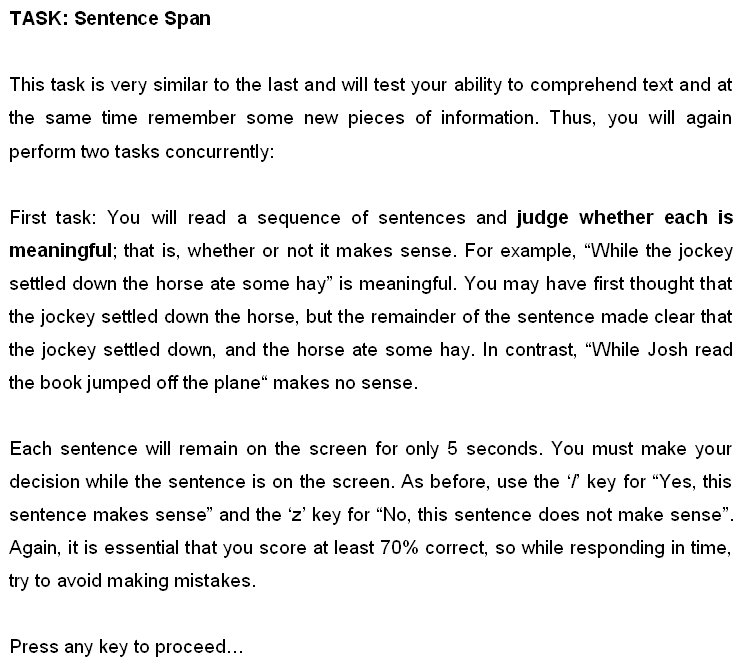 TASK: Sentence Span
This task is very similar to the last and will test your ability to comprehend text and at
the same time remember some new pieces of information. Thus, you will again
perform two tasks concurrently:
First task: You will read a sequence of sentences and judge whether each is
meaningful; that is, whether or not it makes sense. For example, “While the jockey
settled down the horse ate some hay” is meaningful. You may have first thought that
the jockey settled down the horse, but the remainder of the sentence made clear that
the jockey settled down, and the horse ate some hay. In contrast, “While Josh read
the book jumped off the plane“ makes no sense.
Each sentence will remain on the screen for only 5 seconds. You must make your
decision while the sentence is on the screen. As before, use the ‘/’ key for “Yes, this
sentence makes sense” and the ‘z’ key for “No, this sentence does not make sense”.
Again, it is essential that you score at least 70% correct, so while responding in time,
try to avoid making mistakes.
Press any key to proceed…